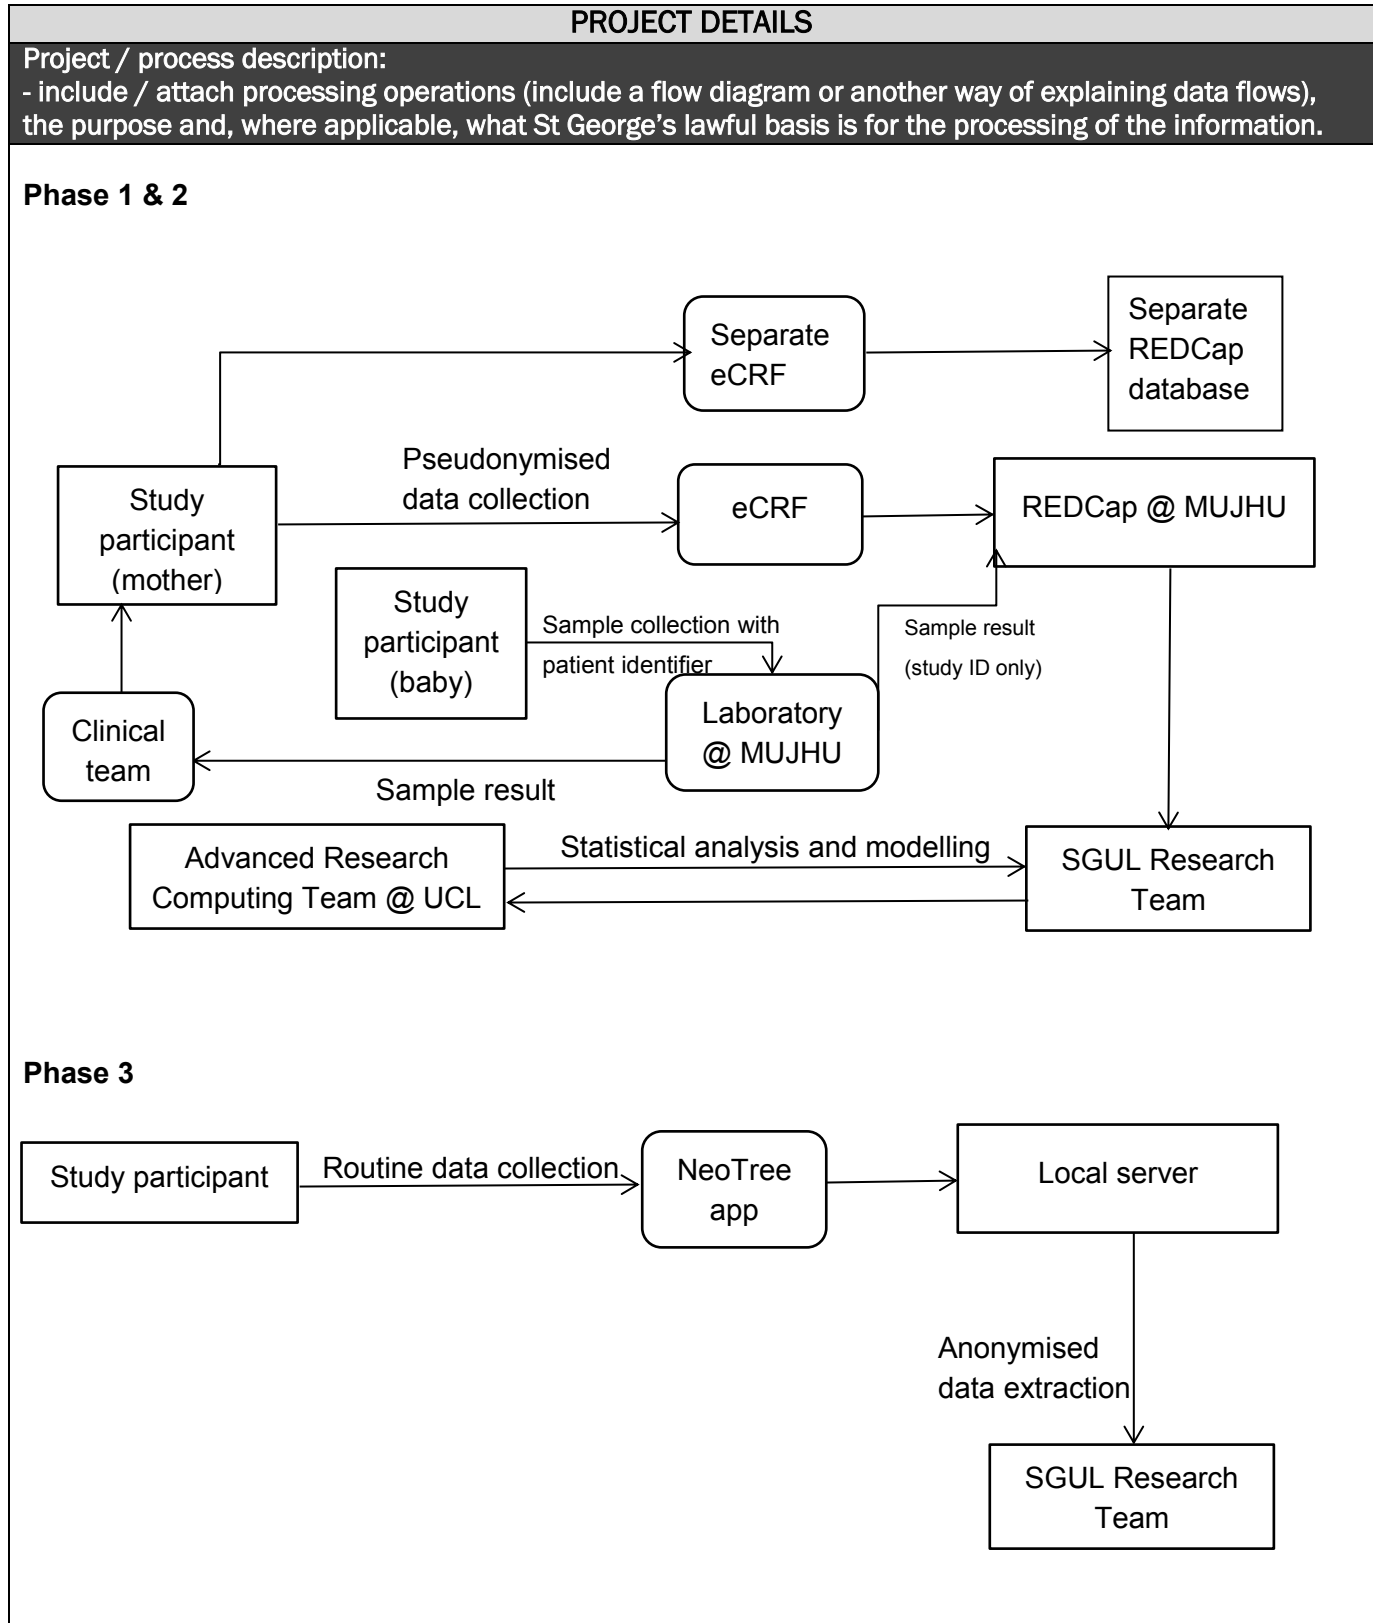 PROJECT DETAILS
Project / process description:
- include / attach processing operations (include a flow diagram or another way of explaining data flows),
the purpose and, where applicable, what St George's lawful basis is for the processing of the information.
Phase 1 & 2
Separate
eCRF
Separate
REDCap
database
Study
participant
(mother)
Pseudonymised
data collection
eCRF
REDCap @ MUJHU
Study
participant
(baby)
Sample collection with
patient identifier
Sample result
(study ID only)
Laboratory
@ MUJHU
Clinical
team
Sample result
Advanced Research
Computing Team @ UCL
Statistical analysis and modelling
SGUL Research
Team
Phase 3
Study participant
Routine data collection
NeoTree
app
Local server
Anonymised
data extraction
SGUL Research
Team